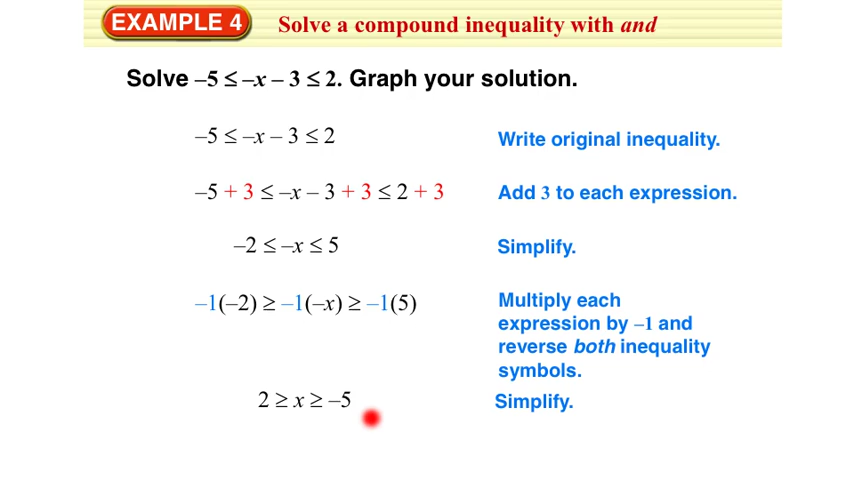 EXAMPLE 4 Solve a compound inequality with and
Solve –5 ≤ –x – 3 ≤ 2. Graph your solution.
–5 ≤ –x – 3 ≤ 2 Write original inequality.
–5 + 3 ≤ –x – 3 + 3 ≤ 2 + 3 Add 3 to each expression.
–2 ≤ –x ≤ 5 Simplify.
–1(–2) ≥ –1(–x) ≥ –1(5) Multiply each
expression by –1 and
reverse both inequality
symbols.
2 ≥ x ≥ –5 Simplify.